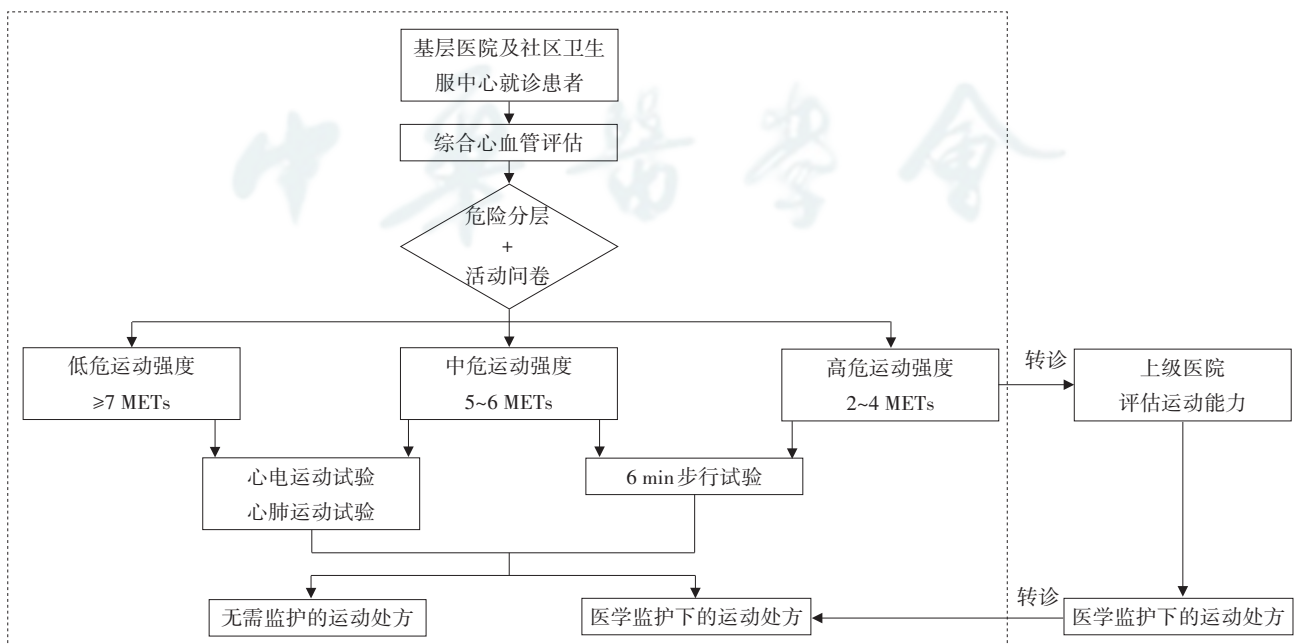 基层医院及社区卫生
服中心就诊患者
综合心血管评估
危险分层
+
活动问卷
低危运动强度
≥7 METs
中危运动强度
5~6 METs
高危运动强度
2~4 METs
转诊
上级医院
评估运动能力
心电运动试验
心肺运动试验
6 min步行试验
无需监护的运动处方
医学监护下的运动处方
转诊
医学监护下的运动处方
中华醫學會